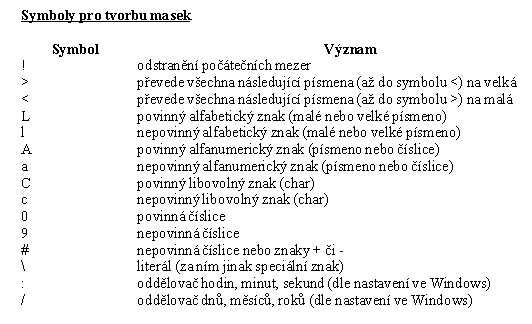 Symboly pro tvorbu masek
Symbol Význam
! odstranění počátečních mezer
> převede všechna následující písmena (až do symbolu <) na velká
< převede všechna následující písmena (až do symbolu >) na malá
L povinný alfabetický znak (malé nebo velké písmeno)
l nepovinný alfabetický znak (malé nebo velké písmeno)
A povinný alfanumerický znak (písmeno nebo číslice)
a nepovinný alfanumerický znak (písmeno nebo číslice)
C povinný libovolný znak (char)
c nepovinný libovolný znak (char)
0 povinná číslice
9 nepovinná číslice
# nepovinná číslice nebo znaky + či -
\ literál (za ním jinak speciální znak)
: oddělovač hodin, minut, sekund (dle nastavení ve Windows)
/ oddělovač dnů, měsíců, roků (dle nastavení ve Windows)